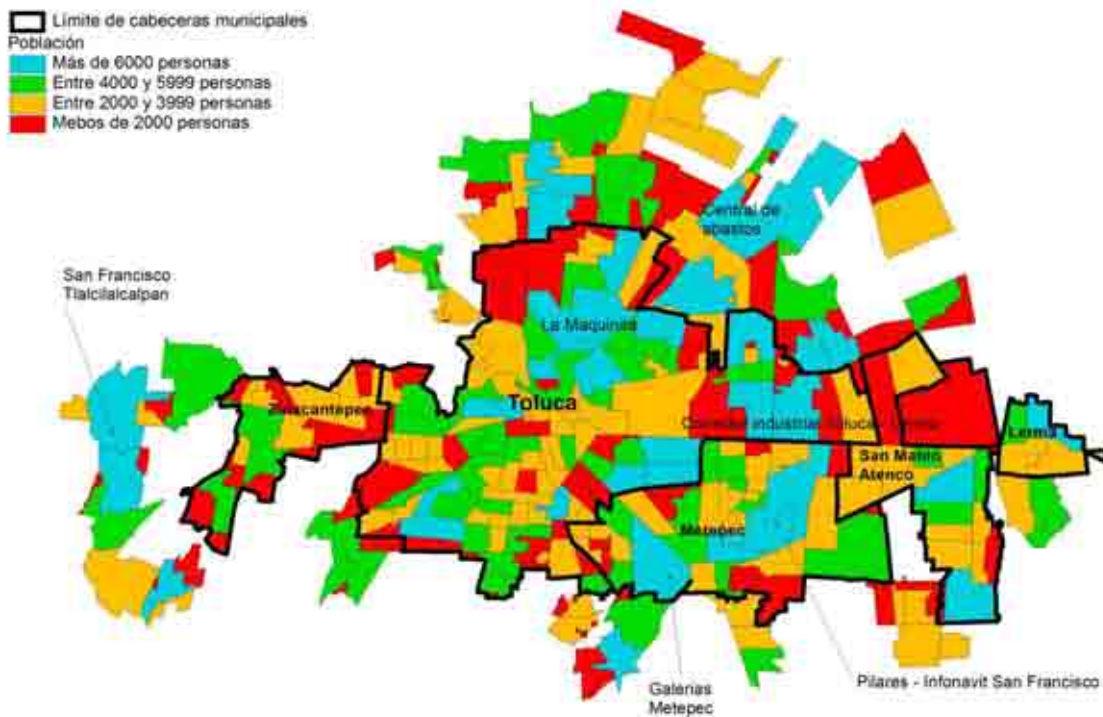 Límite de cabeceras municipales
Población
Más de 6000 personas
Entre 4000 y 5999 personas
Entre 2000 y 3999 personas
Mebos de 2000 personas
Central de
abastos
San Francisco
Tlalcilalcalpan
La Maquinaa
Zinacantepec
Toluca
Corredor industrias Toluca - Lerma
Lerma
San Mateo
Atenco
Metepec
Galerias
Metepec
Pilares - Infonavit San Francisco